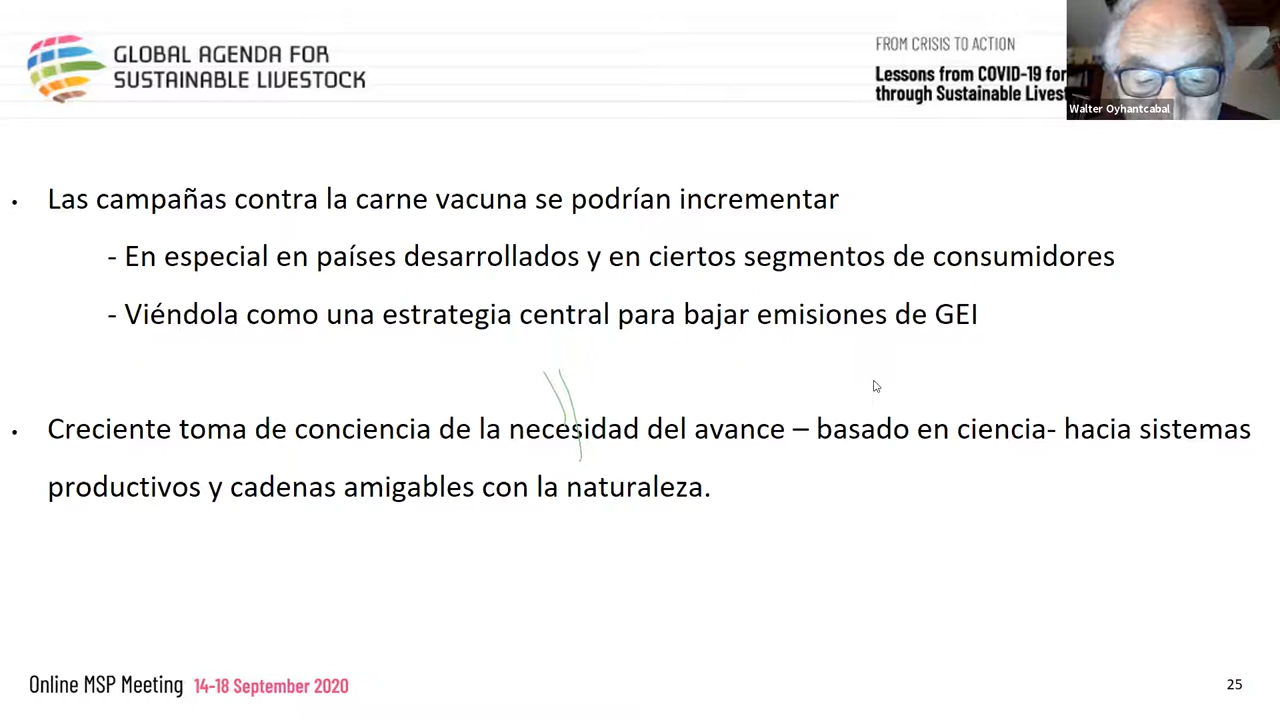 GLOBAL AGENDA FOR
SUSTAINABLE LIVESTOCK
FROM CRISIS TO ACTION
Lessons from COVID-19 for
through Sustainable
Walter Oyhantcabal
• Las campañas contra la carne vacuna se podrían incrementar
- En especial en países desarrollados y en ciertos segmentos de consumidores
- Viéndola como una estrategia central para bajar emisiones de GEI
• Creciente toma de conciencia de la necesidad del avance – basado en ciencia- hacia sistemas
productivos y cadenas amigables con la naturaleza.
Online MSP Meeting 14-18 September 2020
25